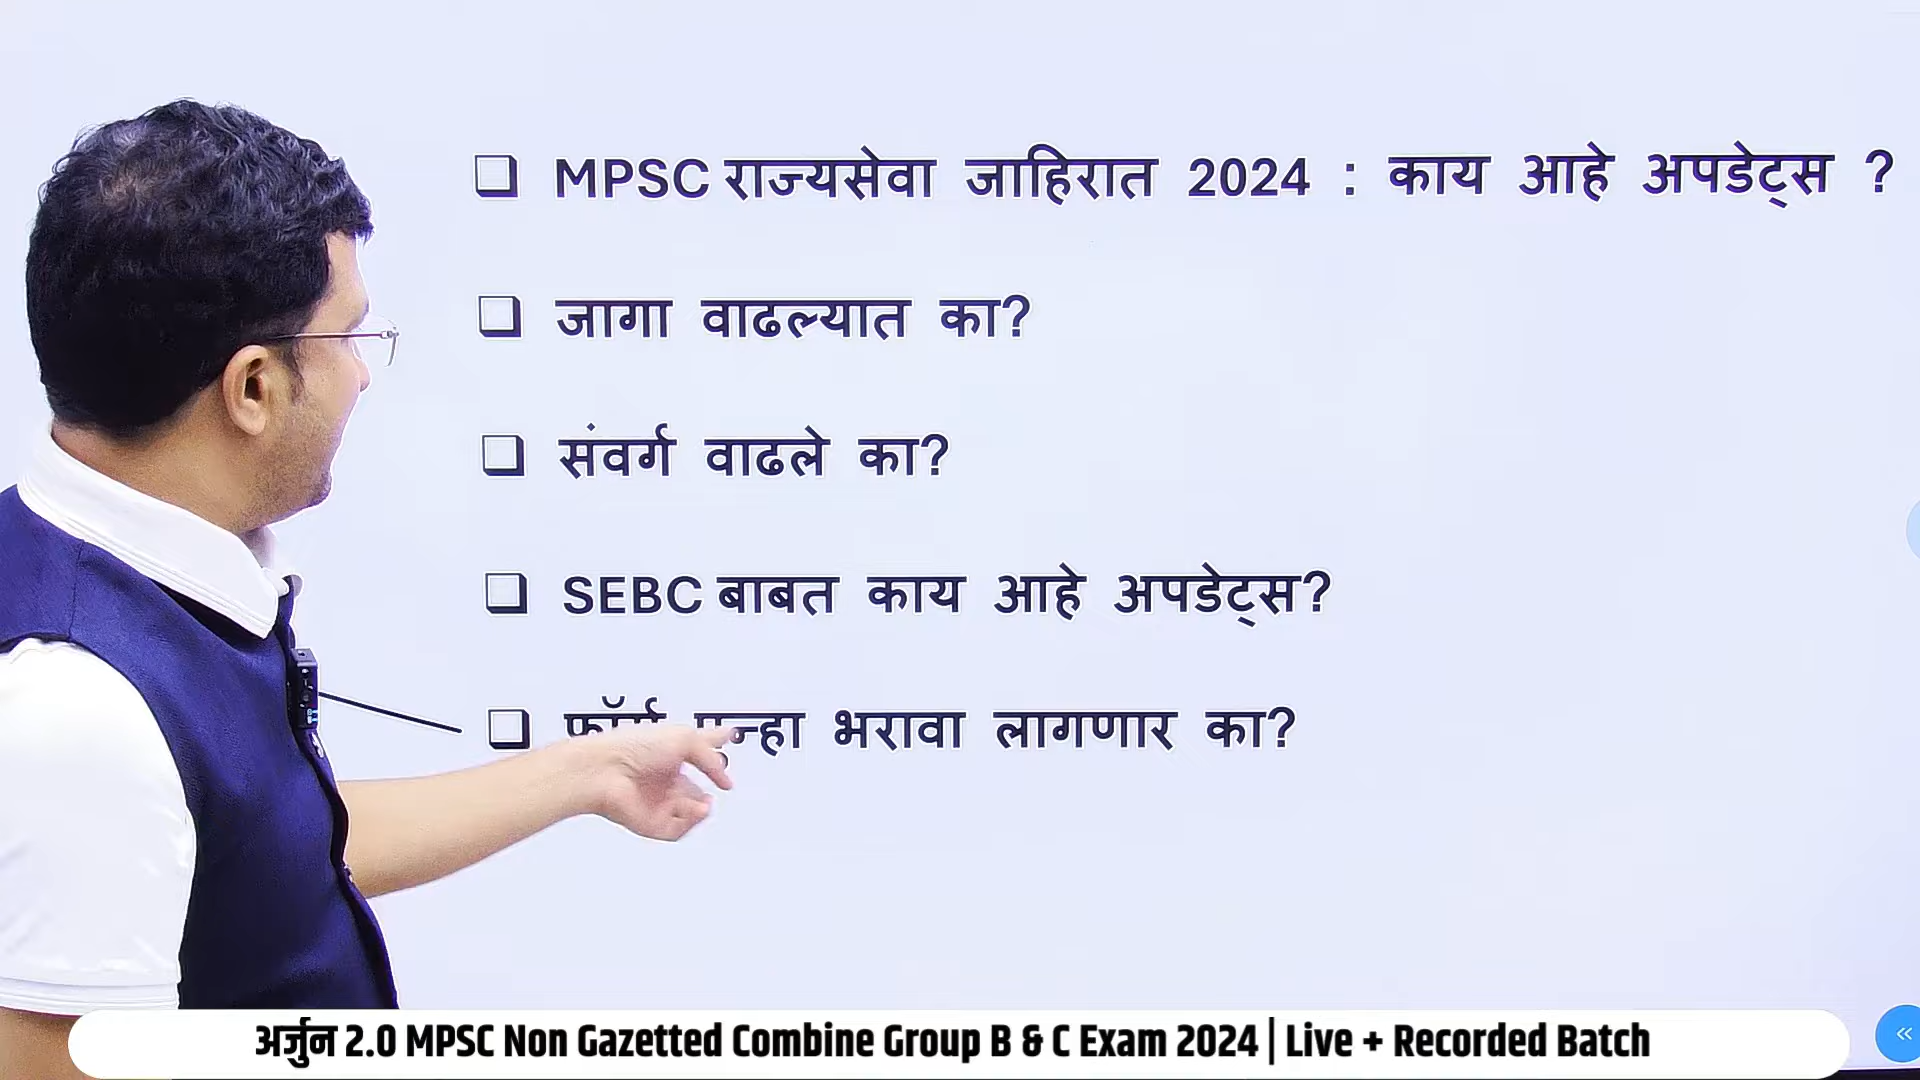 MPSC राज्यसेवा जाहिरात 2024 : काय आहे अपडेट्स ?
जागा वाढल्यात का?
संवर्ग वाढले का?
SEBC बाबत काय आहे अपडेट्स?
भरावा लागणार का?
अर्जुन 2.0 MPSC Non Gazetted Combine Group B & C Exam 2024 | Live + Recorded Batch